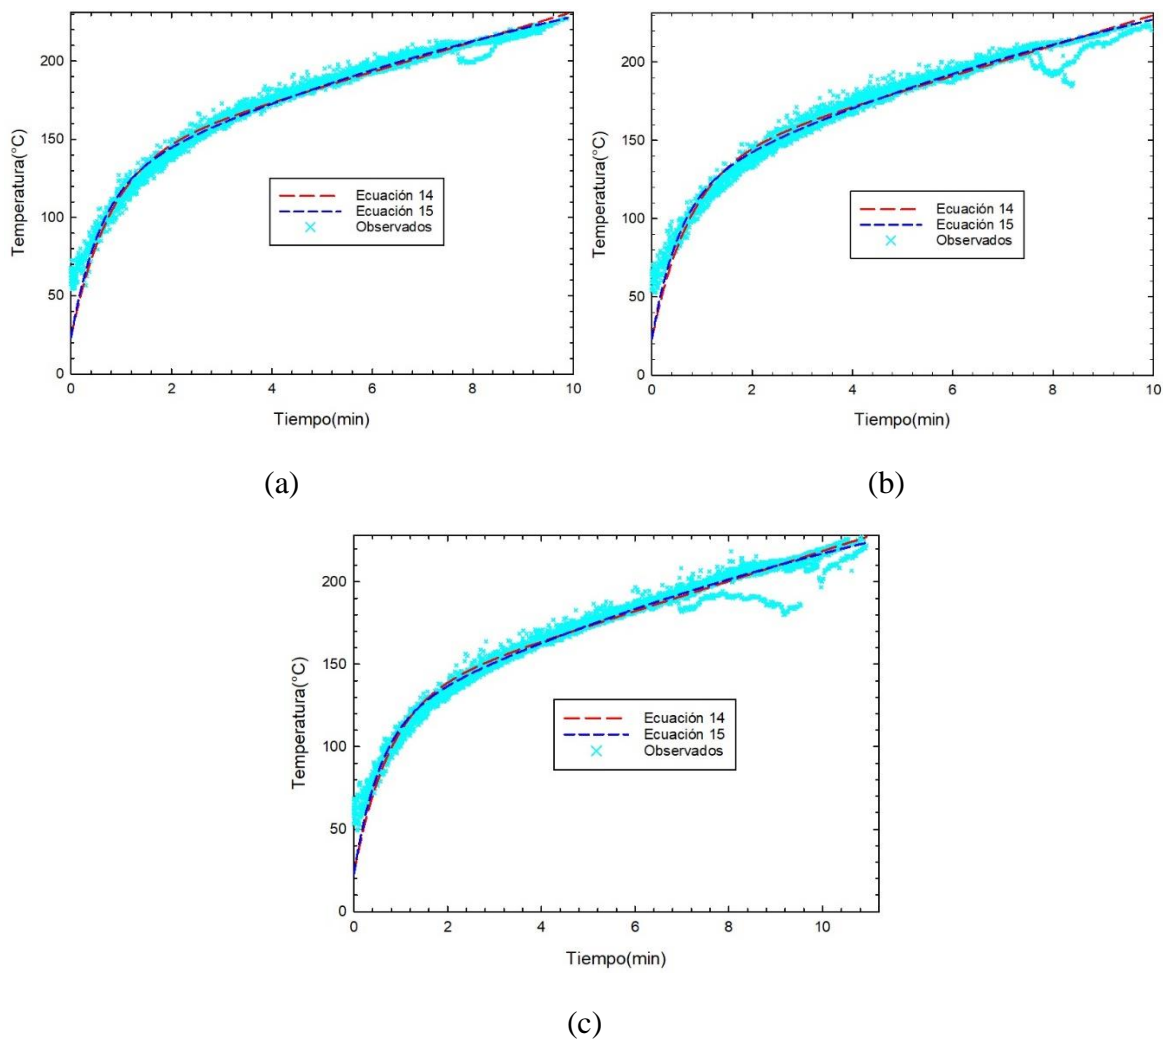 Temperatura(°C)
200
150
100
50
0
Ecuación 14
Ecuación 15
Observados
0 2 4 6 8 10
Tiempo(min)
(a)
Temperatura(°C)
200
150
100
50
0
Ecuación 14
Ecuación 15
Observados
0 2 4 6 8 10
Tiempo(min)
(b)
Temperatura(°C)
200
150
100
50
0
Ecuación 14
Ecuación 15
Observados
0 2 4 6 8 10
Tiempo(min)
(c)